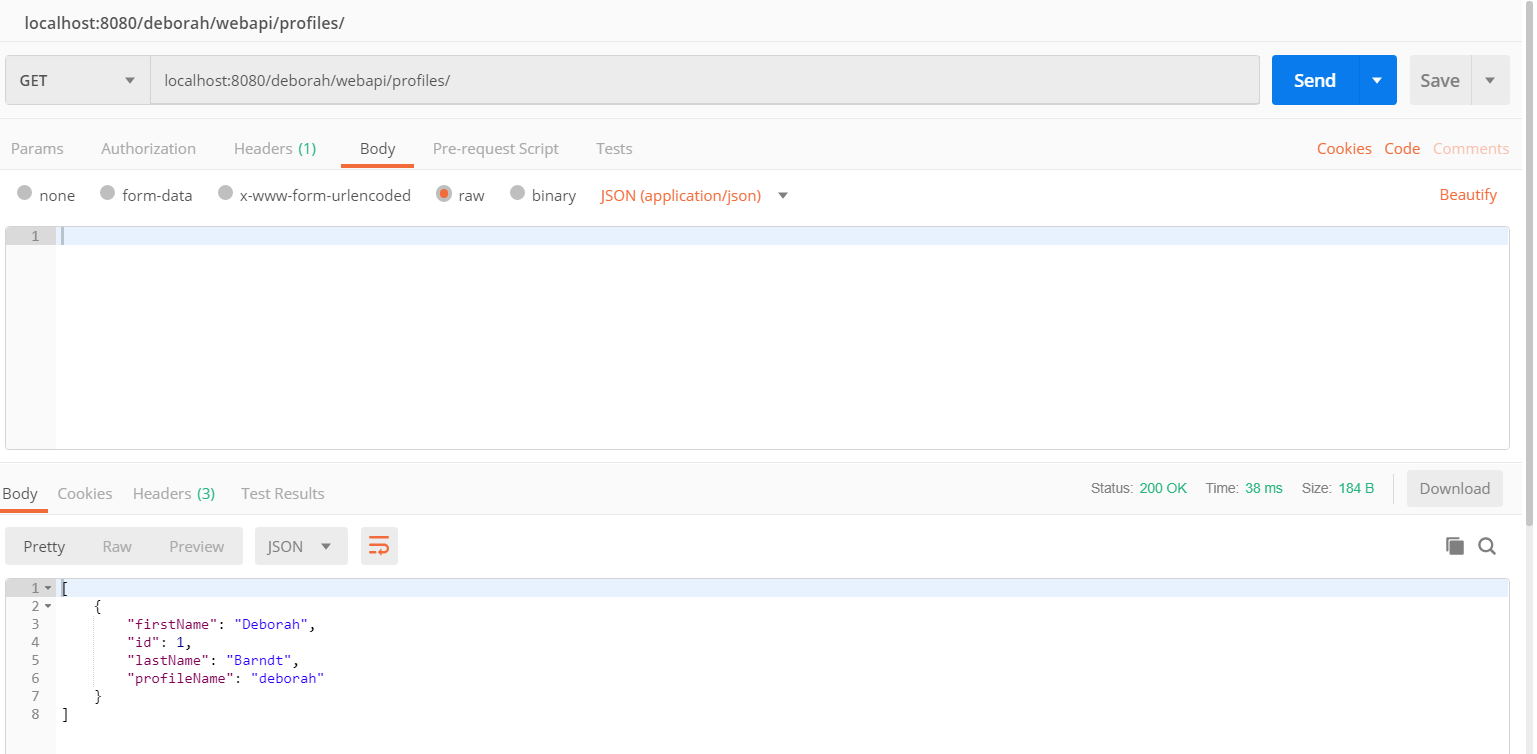 localhost:8080/deborah/webapi/profiles/
GET localhost:8080/deborah/webapi/profiles/ Send Save
Params Authorization Headers (1) Body Pre-request Script Tests Cookies Code Comments
none form-data x-www-form-urlencoded raw binary JSON (application/json) Beautify
1
Body Cookies Headers (3) Test Results Status: 200 OK Time: 38 ms Size: 184 B Download
Pretty Raw Preview JSON
1 [
2 {
3 "firstName": "Deborah",
4 "id": 1,
5 "lastName": "Barndt",
6 "profileName": "deborah"
7 }
8 ]